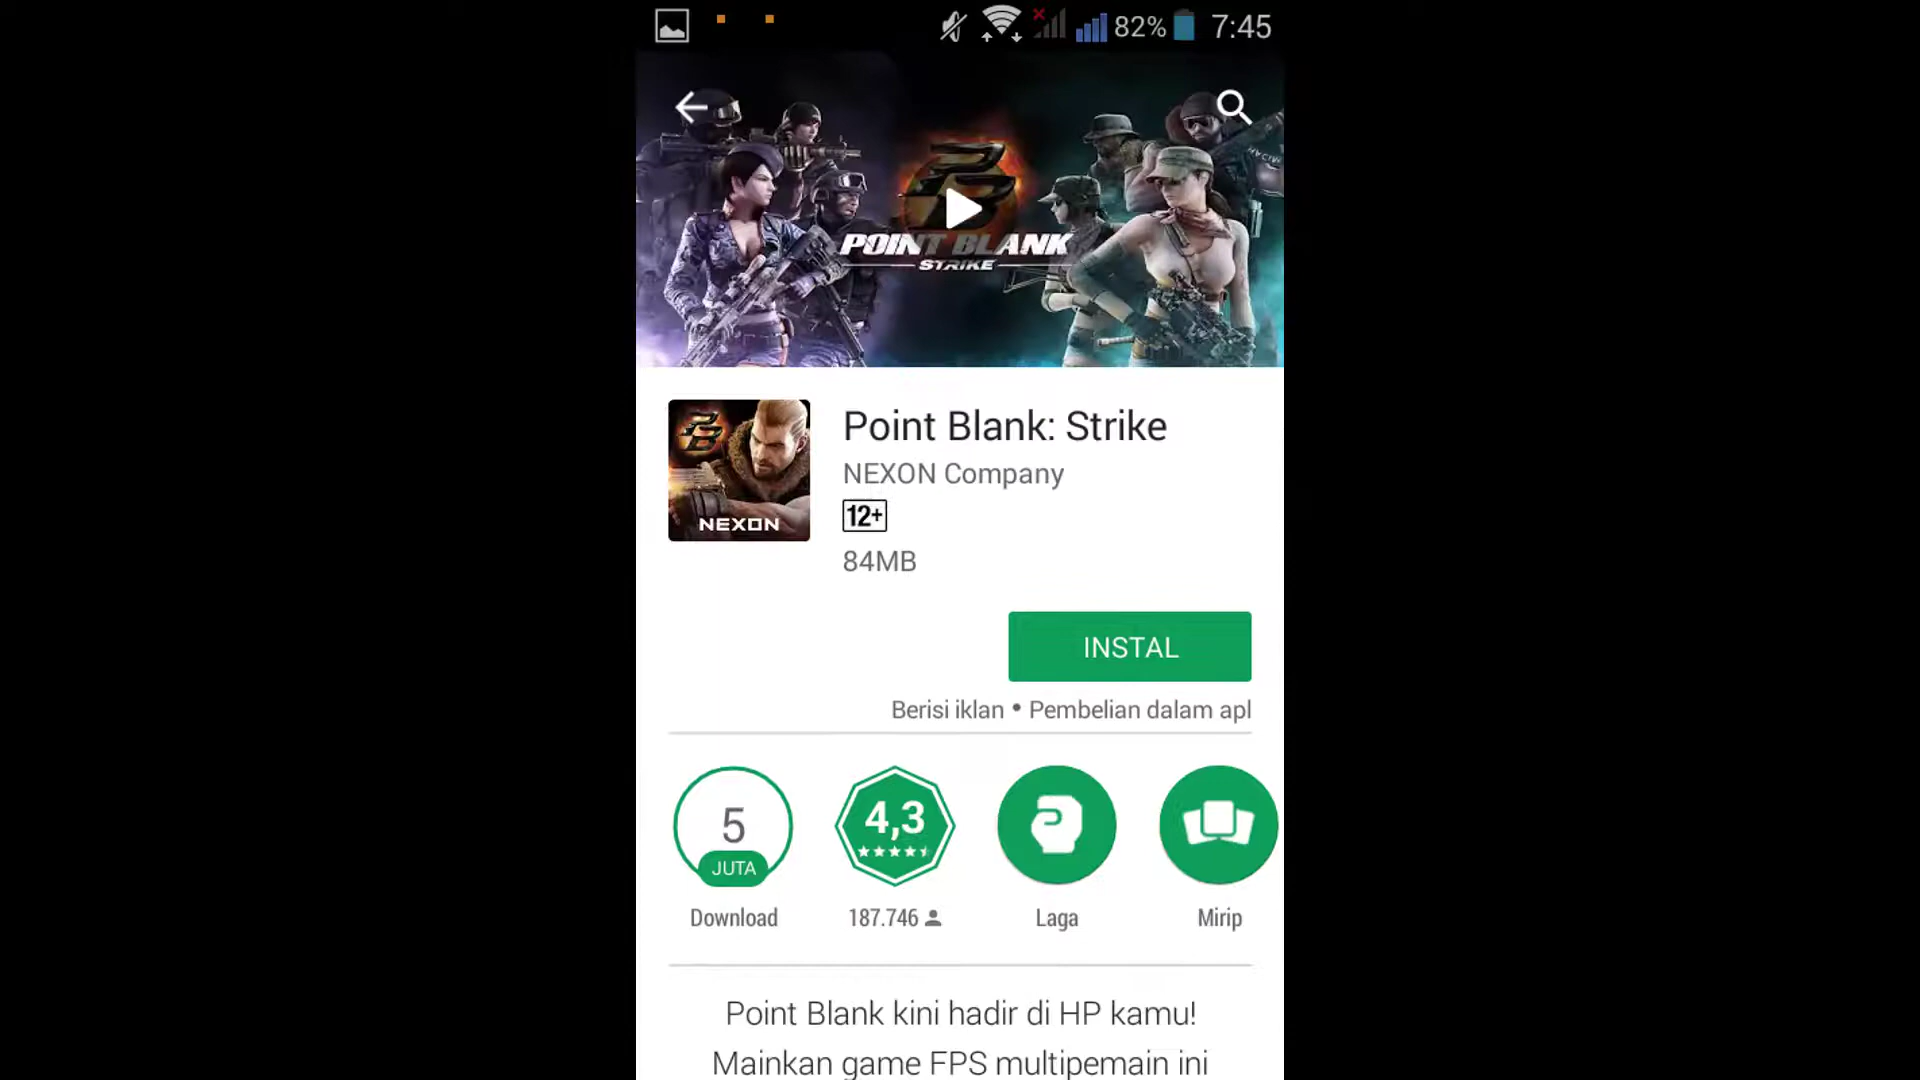 82% 7:45
POINT BLANK
STRIKE
Point Blank: Strike
NEXON Company
12+
84MB
NEXON
INSTAL
Berisi iklan • Pembelian dalam apl
5
JUTA
4,3
Download
187.746
Laga
Mirip
Point Blank kini hadir di HP kamu!
Mainkan game FPS multipemain ini